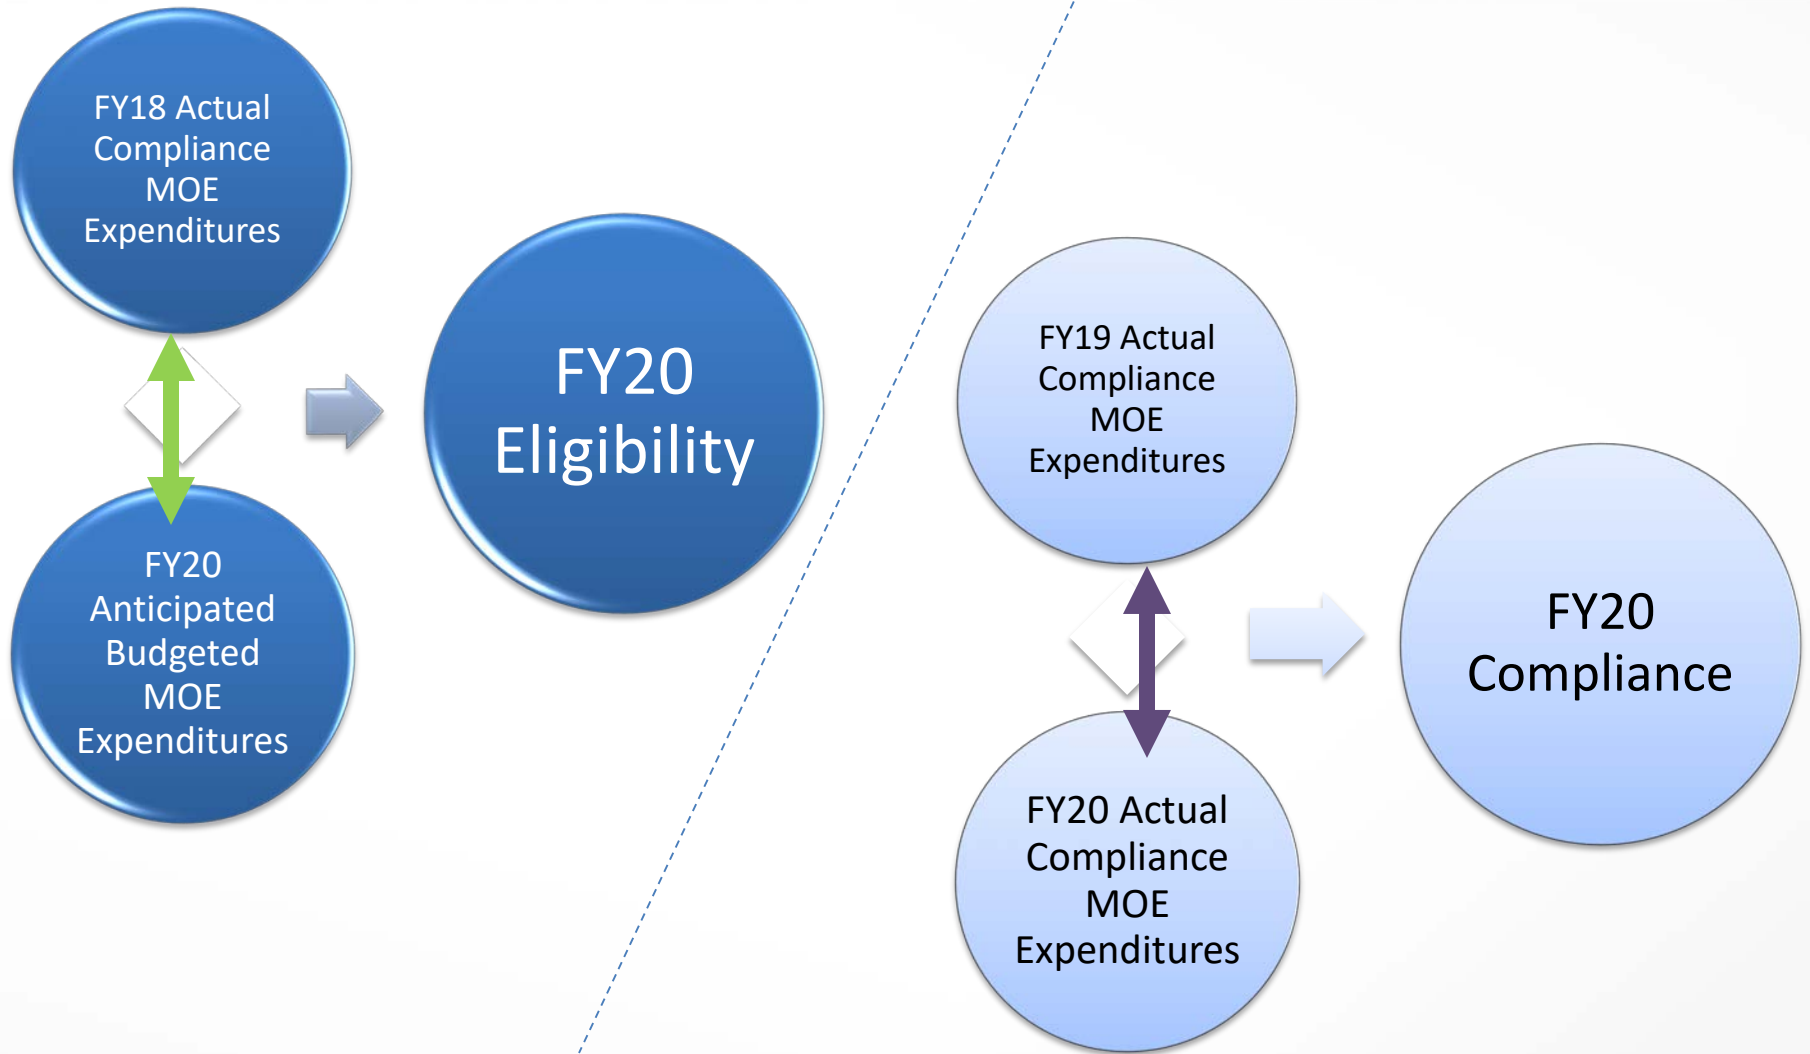 FY18 Actual
Compliance
MOE
Expenditures
FY20
Anticipated
Budgeted
MOE
Expenditures
FY20
Eligibility
FY19 Actual
Compliance
MOE
Expenditures
FY20 Actual
Compliance
MOE
Expenditures
FY20
Compliance